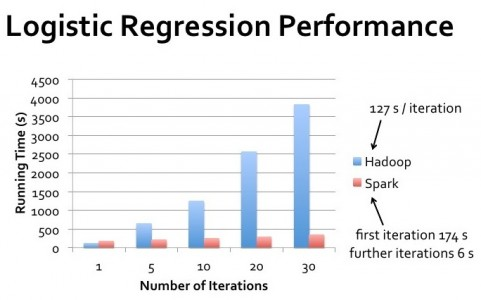 Logistic Regression Performance
4500
4000
3500
3000
2500
2000
1500
1000
500
0
Running Time (s)
1 5 10 20 30
Number of Iterations
127 s / iteration
Hadoop
Spark
first iteration 174 s
further iterations 6 s